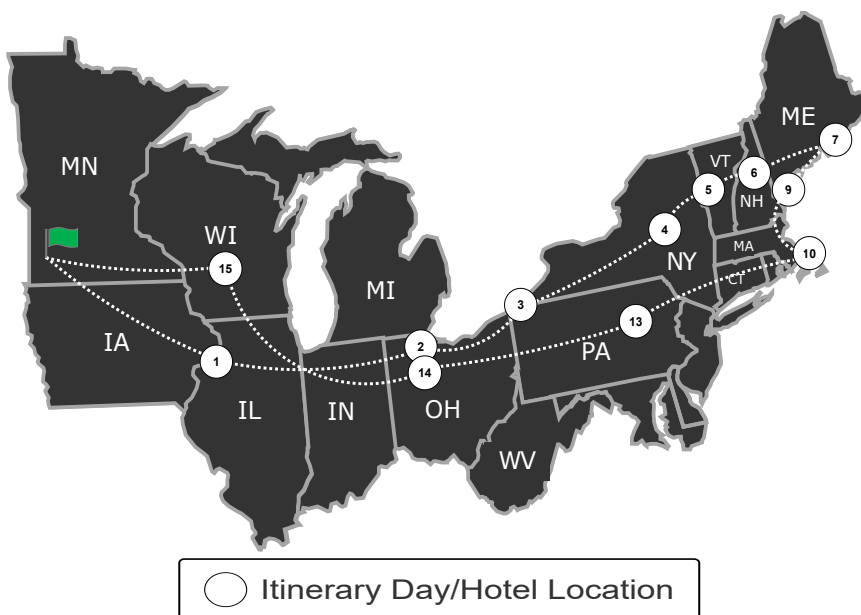 ME
7
MN
VT
6
5
9
NH
4
WI
MA
10
NY
15
CT
MI
3
13
IA
2
PA
1
14
IL
IN
OH
WV
Itinerary Day/Hotel Location